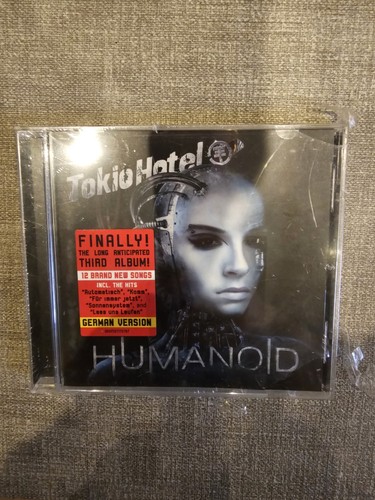 Tokio Hotel
FINALLY!
THE LONG ANTICIPATED
THIRD ALBUM!
12 BRAND NEW SONGS
INCL. THE HITS
"Automatisch", "Komm",
"Für immer jetzt",
"Sonnensystem", and
"Lass uns Laufen"
GERMAN VERSION
HUMANOID